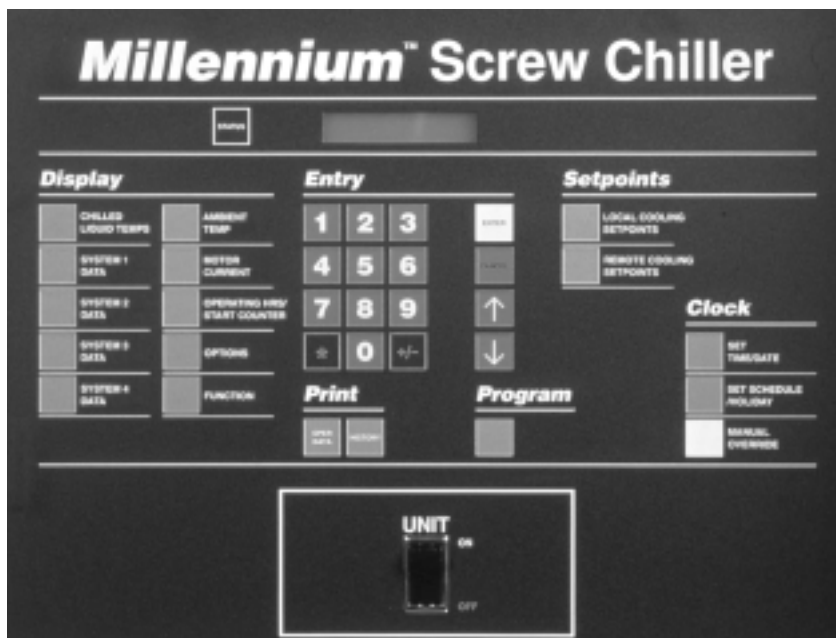 Millennium™ Screw Chiller
STATUS
Display
Entry
Setpoints
CHILLED
LIQUID TEMPS
AMBIENT
TEMP
1 2 3
ENTER
LOCAL COOLING
SETPOINTS
SYSTEM 1
DATA
MOTOR
CURRENT
4 5 6
CANCEL
REMOTE COOLING
SETPOINTS
SYSTEM 2
DATA
OPERATING HRS/
START COUNTER
7 8 9
↑
Clock
SYSTEM 3
DATA
OPTIONS
0 +/-
↓
SET
TIME/DATE
SYSTEM 4
DATA
FUNCTION
Print
Program
SET SCHEDULE
/HOLIDAY
OPER
DATA
HISTORY
MANUAL
OVERRIDE
UNIT
ON
OFF